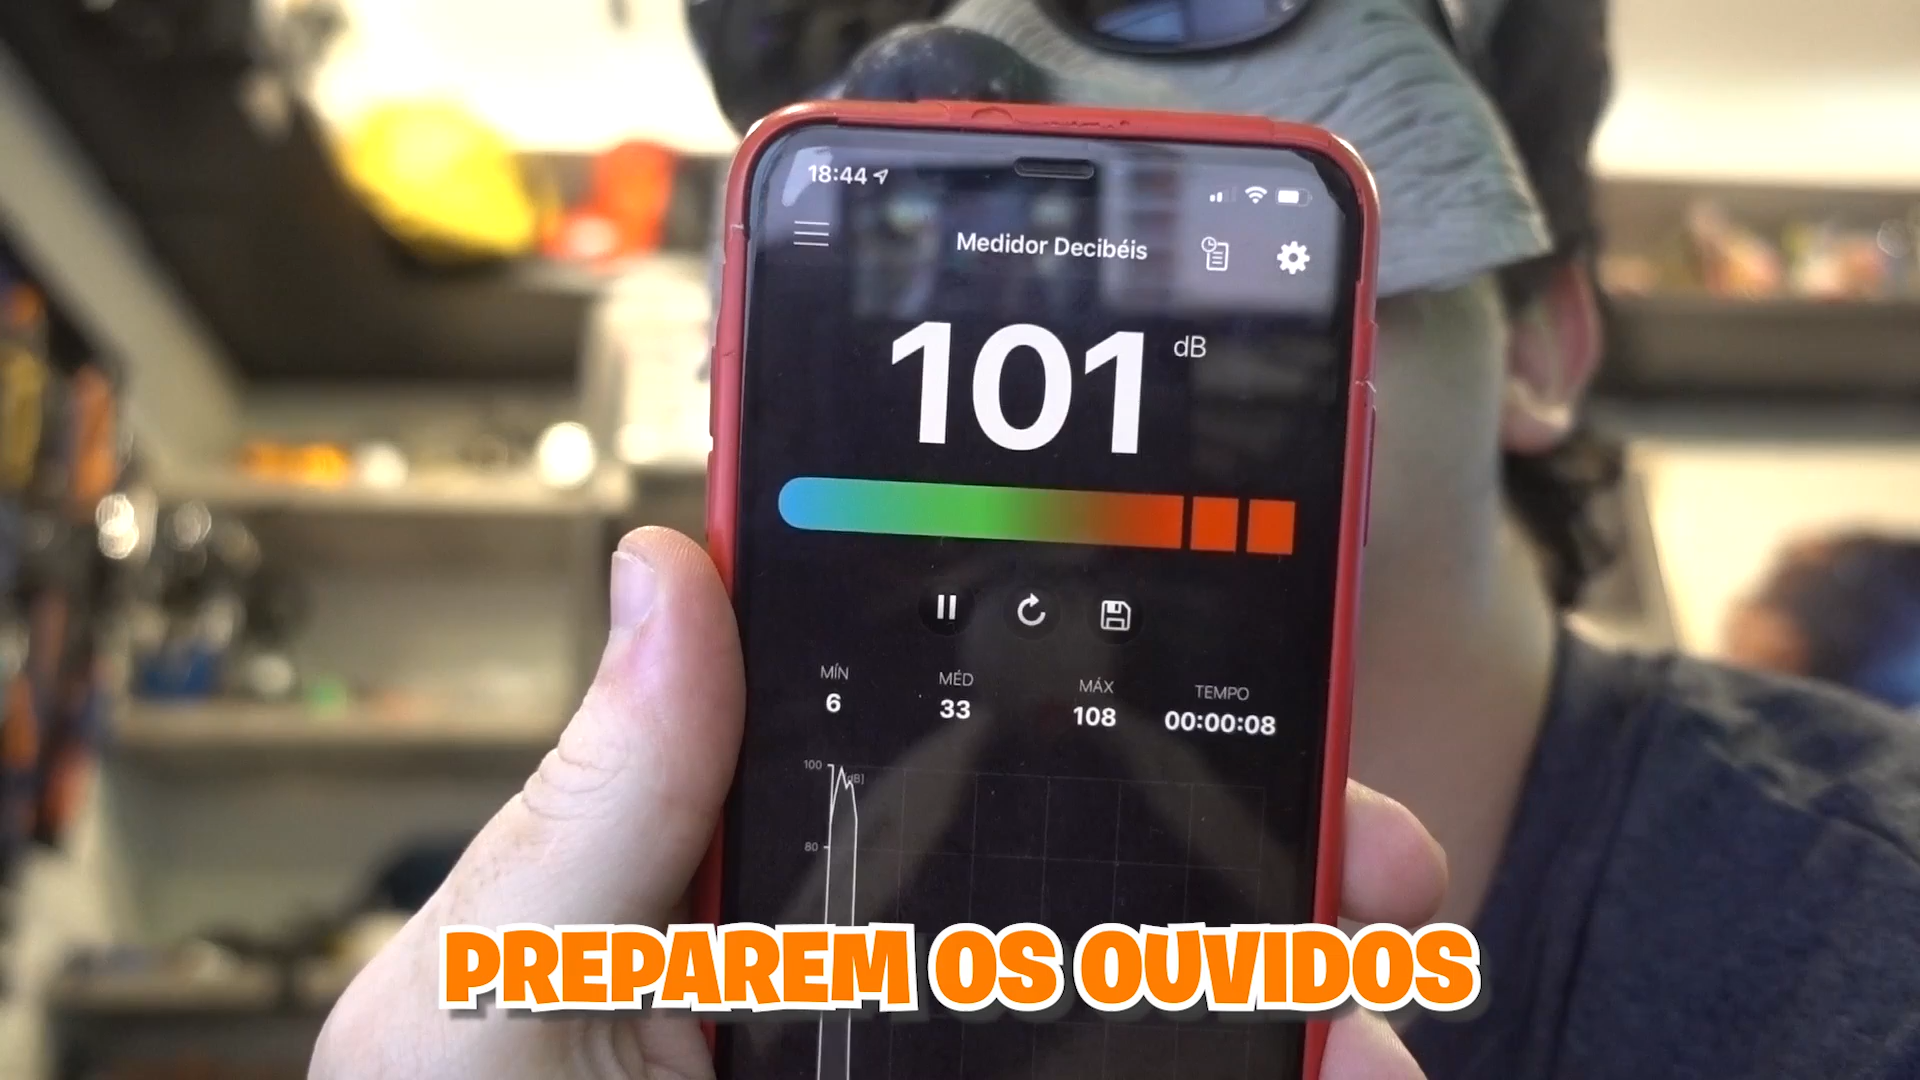 18:44
Medidor Decibéis
101 dB
MÍN MÉD MÁX TEMPO
6 33 108 00:00:08
100
[dB]
80
PREPAREM OS OUVIDOS